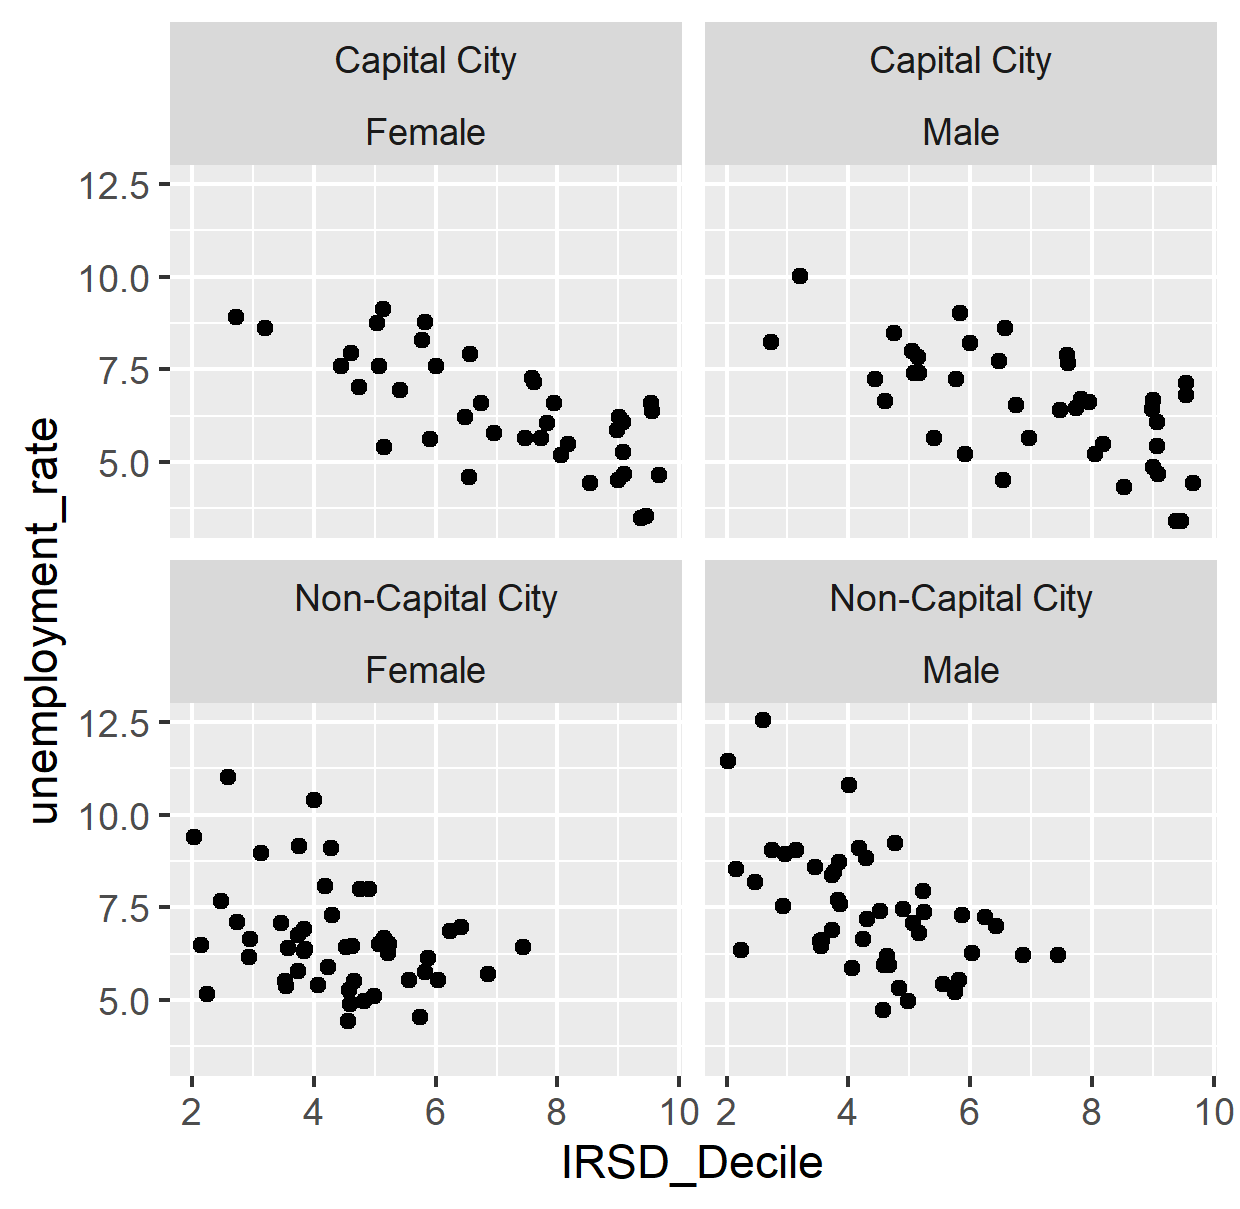 Capital City
Female
Capital City
Male
12.5
10.0
7.5
5.0
Non-Capital City
Female
Non-Capital City
Male
12.5
10.0
7.5
5.0
unemployment_rate
2 4 6 8 10
2 4 6 8 10
IRSD_Decile